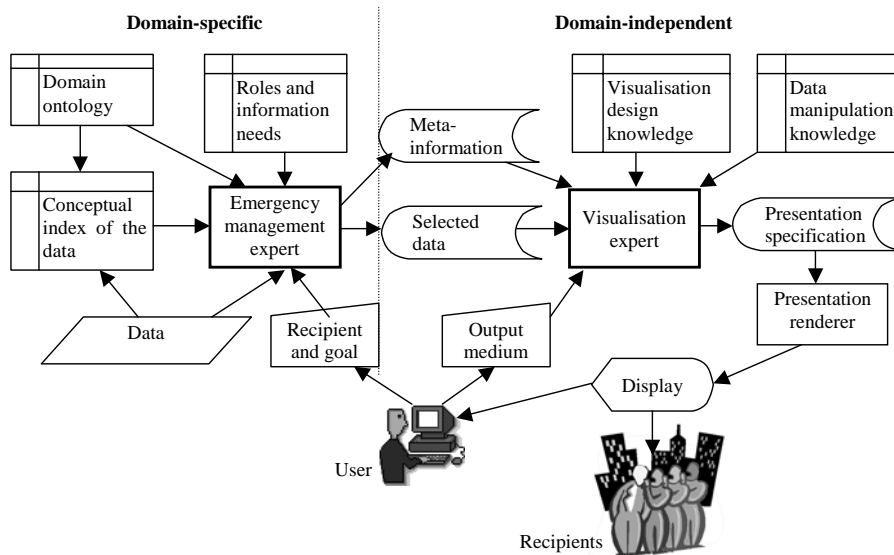 Domain-specific
Domain-independent
Domain
ontology
Roles and
information
needs
Meta-
information
Visualisation
design
knowledge
Data
manipulation
knowledge
Conceptual
index of the
data
Emergency
management
expert
Selected
data
Visualisation
expert
Presentation
specification
Data
Recipient
and goal
Output
medium
Presentation
renderer
Display
User
Recipients